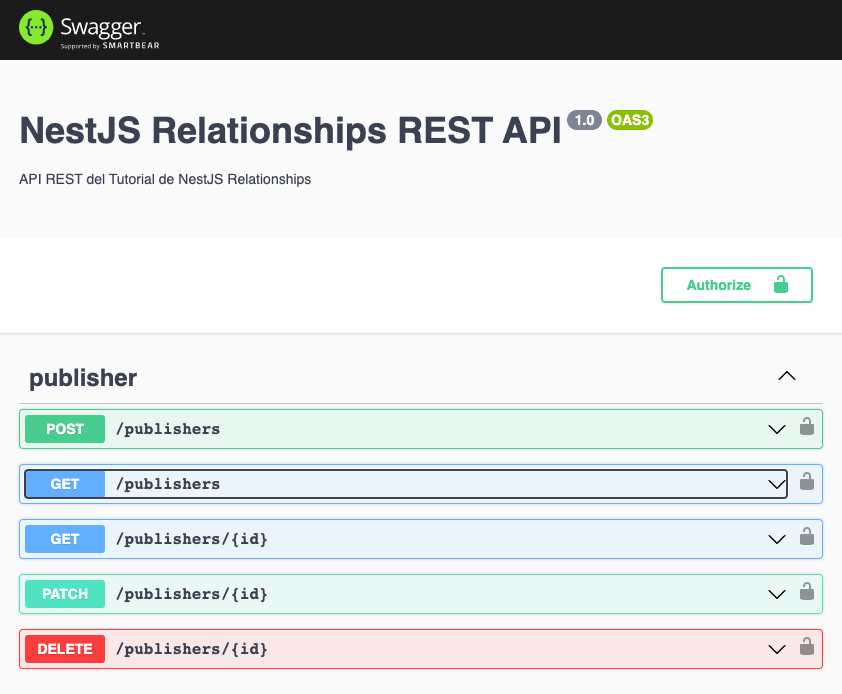 {···} Swagger.
Supported by SMARTBEAR
NestJS Relationships REST API 1.0 OAS3
API REST del Tutorial de NestJS Relationships
Authorize
publisher
POST /publishers
GET /publishers
GET /publishers/{id}
PATCH /publishers/{id}
DELETE /publishers/{id}